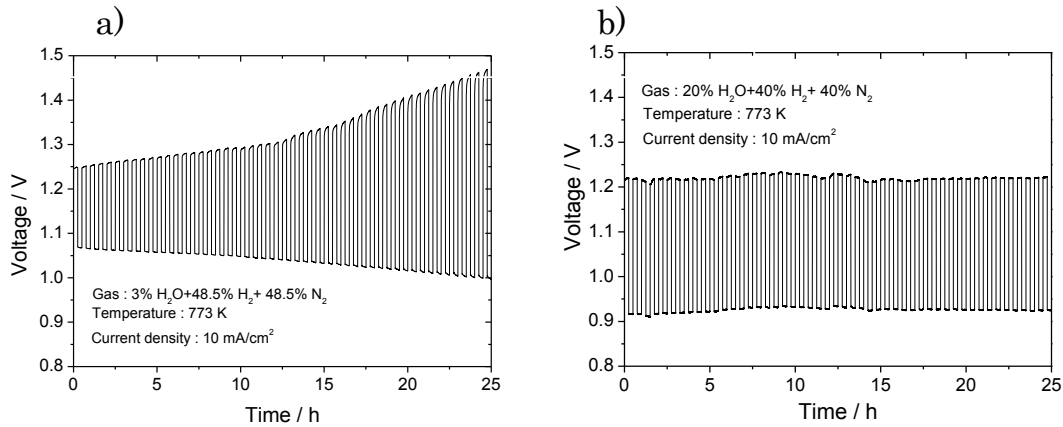 a)
1.5
1.4
1.3
1.2
1.1
1.0
0.9
0.8
Voltage / V
Gas : 3% H₂O+48.5% H₂+ 48.5% N₂
Temperature : 773 K
Current density : 10 mA/cm²
0 5 10 15 20 25
Time / h
b)
1.5
1.4
1.3
1.2
1.1
1.0
0.9
0.8
Voltage / V
Gas : 20% H₂O+40% H₂+ 40% N₂
Temperature : 773 K
Current density : 10 mA/cm²
0 5 10 15 20 25
Time / h